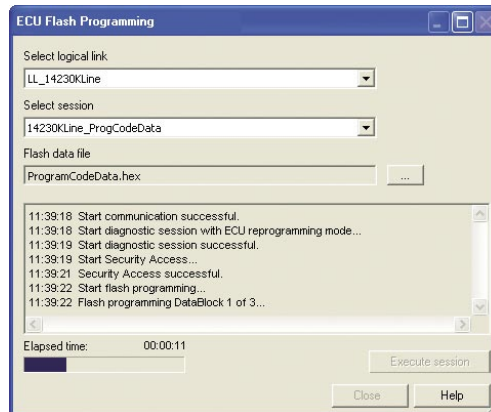 ECU Flash Programming
Select logical link
LL_14230KLine
Select session
14230KLine_ProgCodeData
Flash data file
ProgramCodeData.hex
...
11:39:18 Start communication successful.
11:39:18 Start diagnostic session with ECU reprogramming mode...
11:39:19 Start diagnostic session successful.
11:39:19 Start Security Access...
11:39:21 Security Access successful.
11:39:22 Start flash programming...
11:39:22 Flash programming DataBlock 1 of 3...
Elapsed time: 00:00:11
Execute session
Close Help